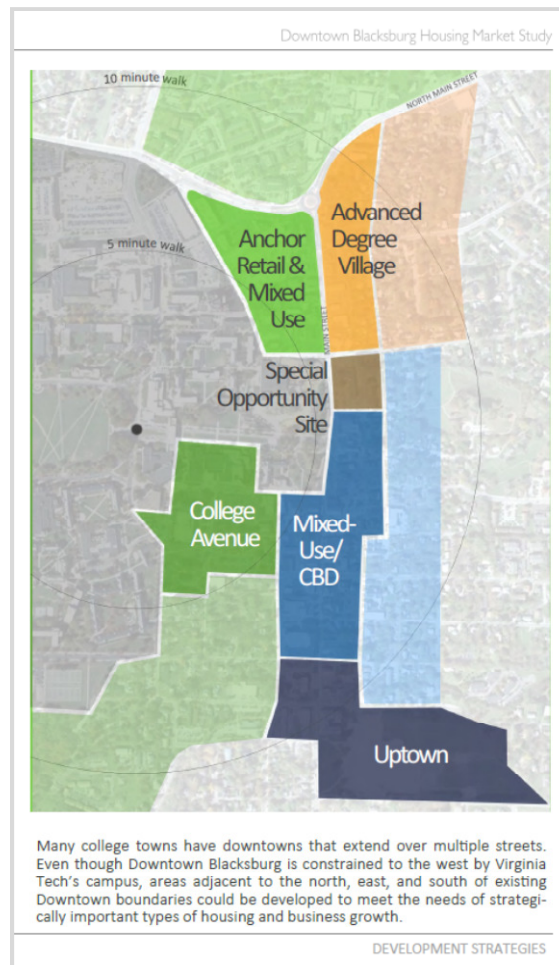 Downtown Blacksburg Housing Market Study
10 minute walk
NORTH MAIN STREET
5 minute walk
Anchor
Retail &
Mixed
Use
Advanced
Degree
Village
MAIN STREET
Special
Opportunity
Site
College
Avenue
Mixed-
Use/
CBD
Uptown
Many college towns have downtowns that extend over multiple streets.
Even though Downtown Blacksburg is constrained to the west by Virginia
Tech's campus, areas adjacent to the north, east, and south of existing
Downtown boundaries could be developed to meet the needs of strategi-
cally important types of housing and business growth.
DEVELOPMENT STRATEGIES